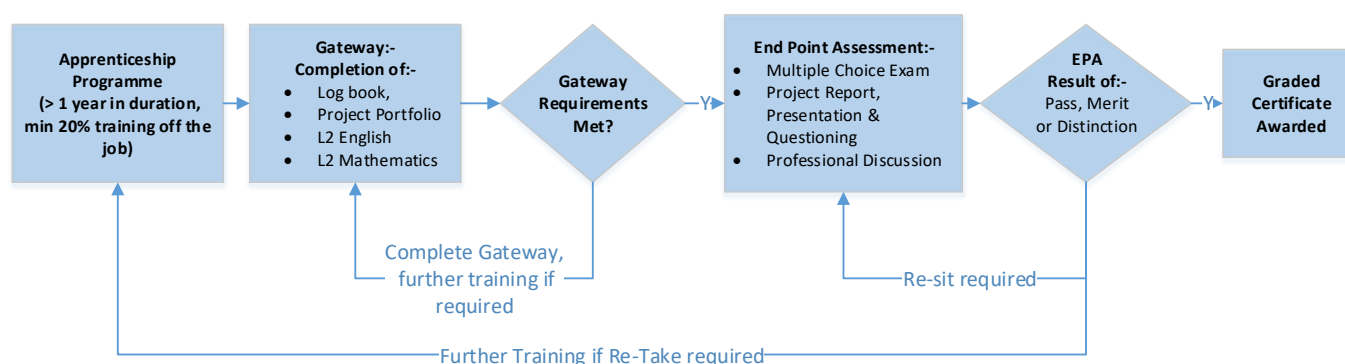 Apprenticeship
Programme
(> 1 year in duration,
min 20% training off the
job)
Gateway:-
Completion of:-
• Log book,
• Project Portfolio
• L2 English
• L2 Mathematics
Gateway
Requirements
Met?
Y
End Point Assessment:-
• Multiple Choice Exam
• Project Report,
Presentation &
Questioning
• Professional Discussion
EPA
Result of:-
Pass, Merit
or Distinction
Y
Graded
Certificate
Awarded
Complete Gateway,
further training if
required
Re-sit required
Further Training if Re-Take required